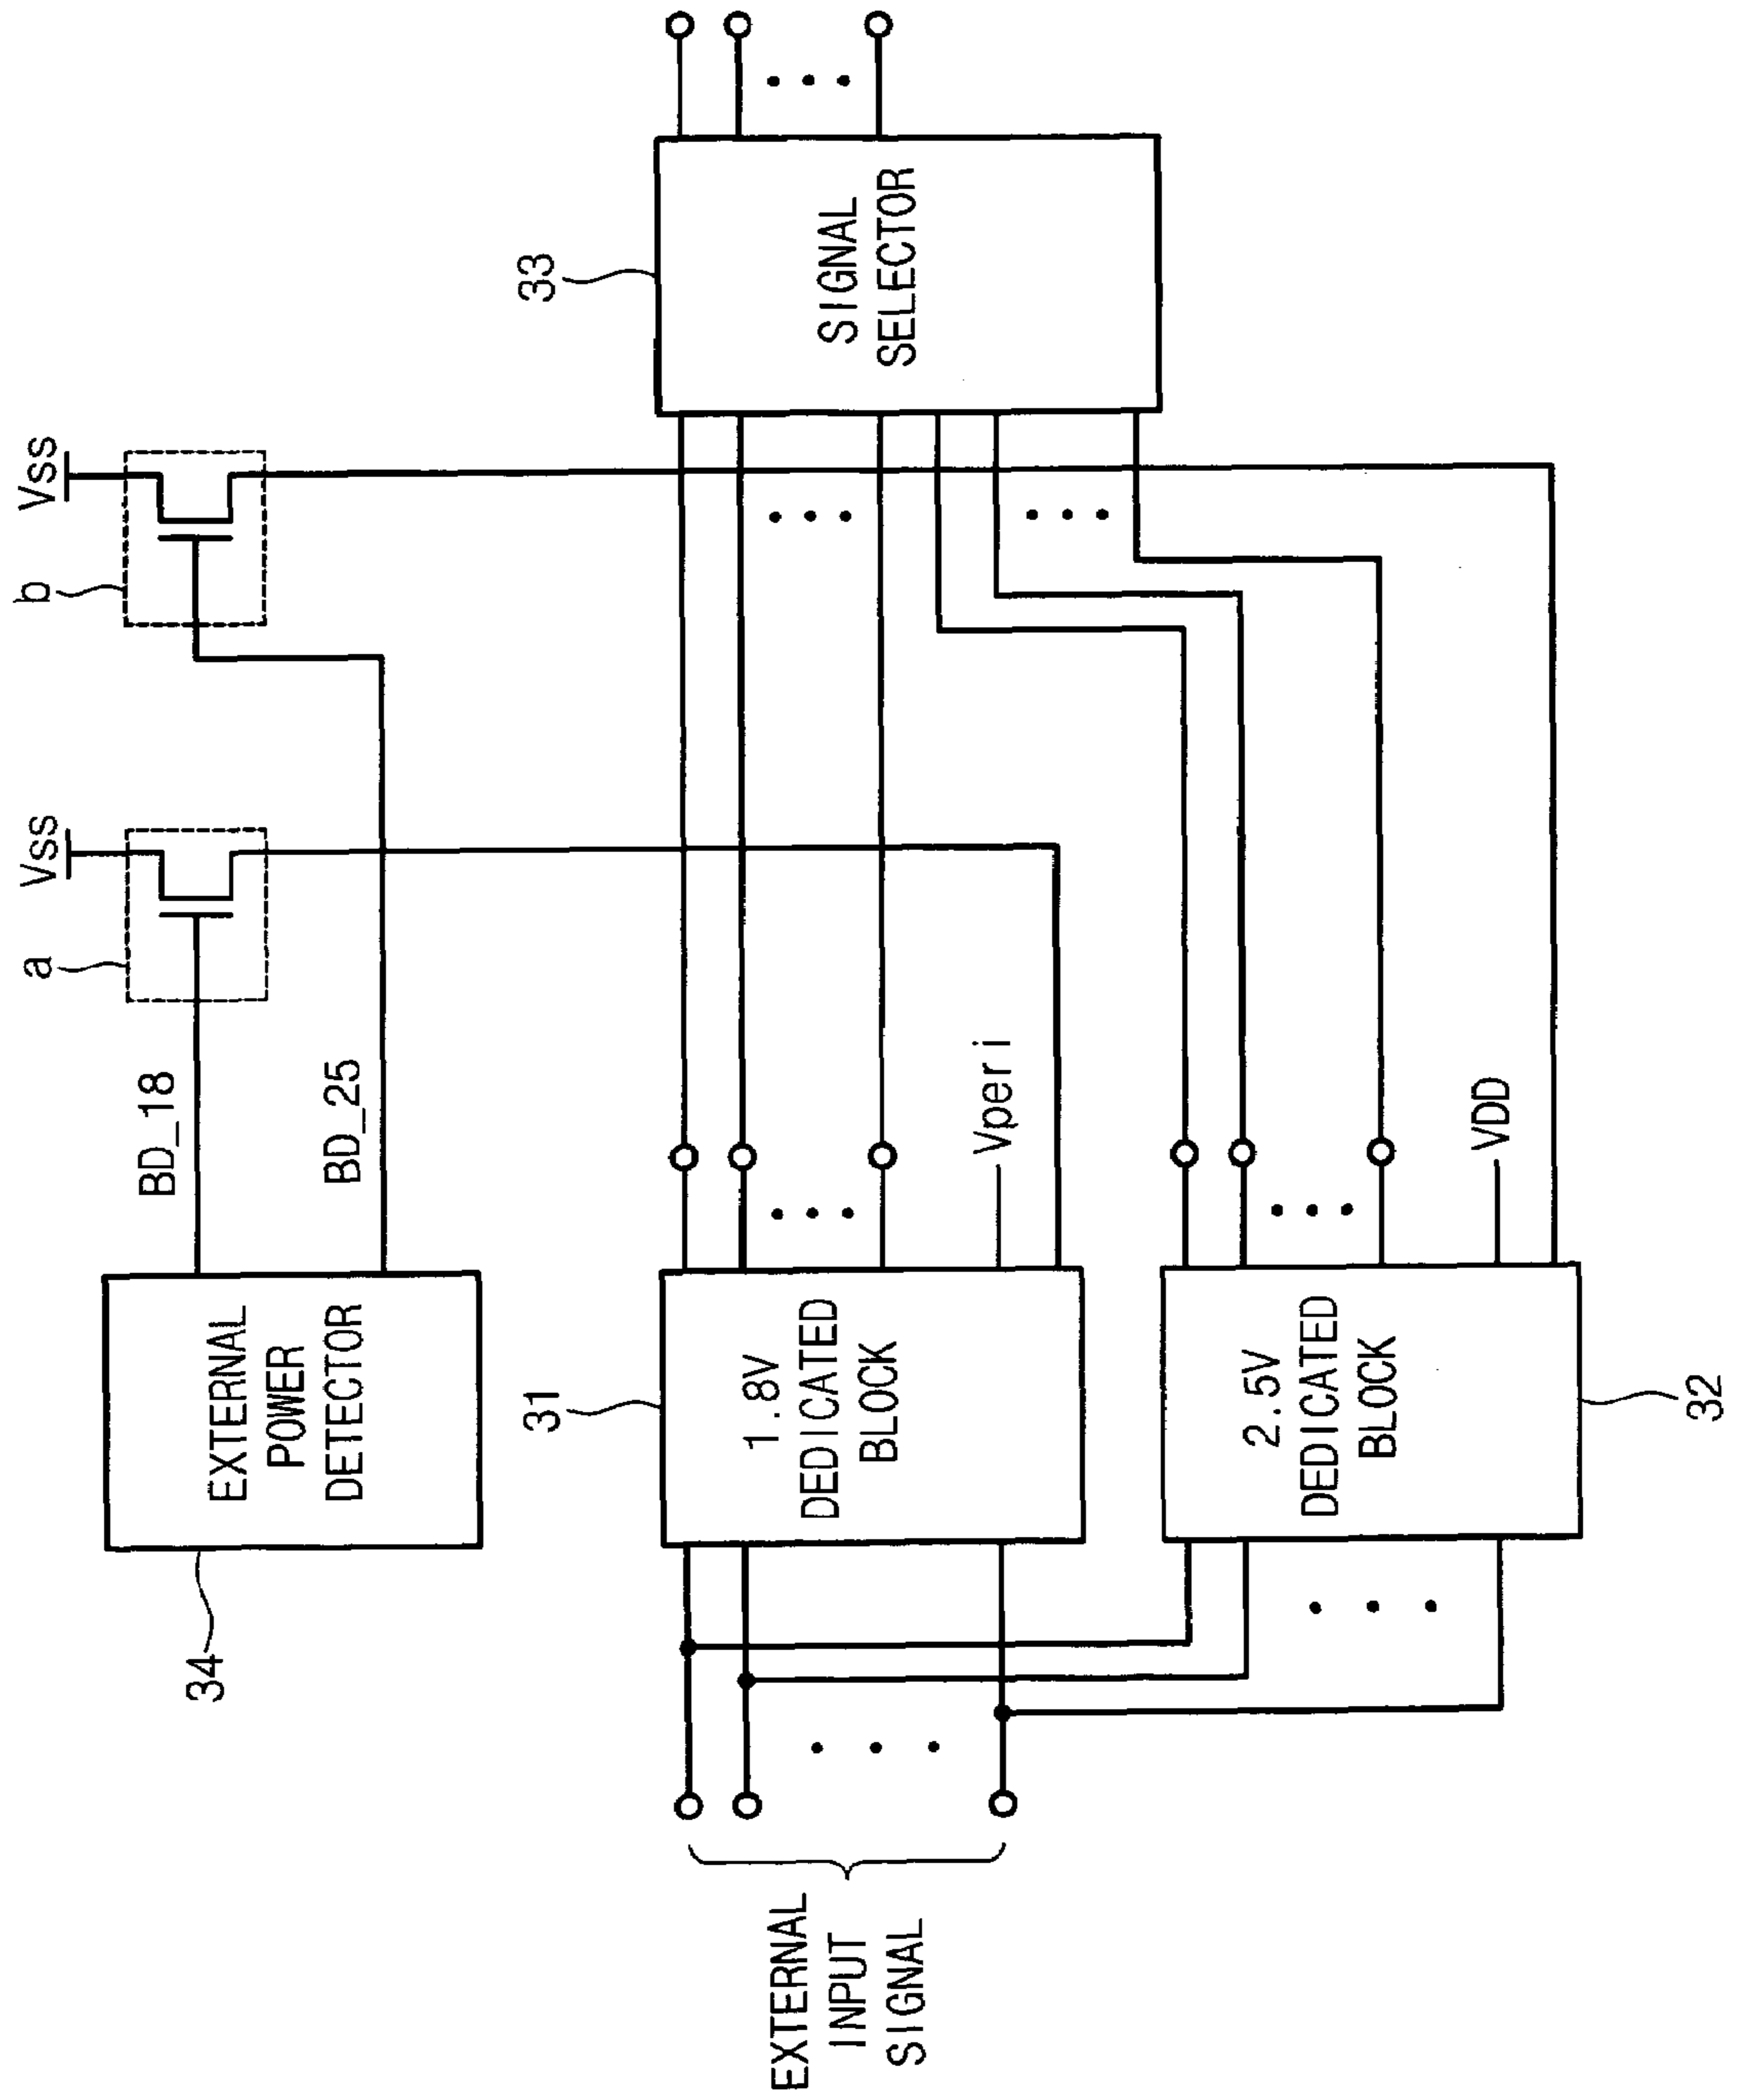 Vss
Vss
a
b
BD_18
BD_25
EXTERNAL
POWER
DETECTOR
34
33
SIGNAL
SELECTOR
31
1.8V
DEDICATED
BLOCK
Vperi
EXTERNAL
INPUT
SIGNAL
2.5V
DEDICATED
BLOCK
VDD
32